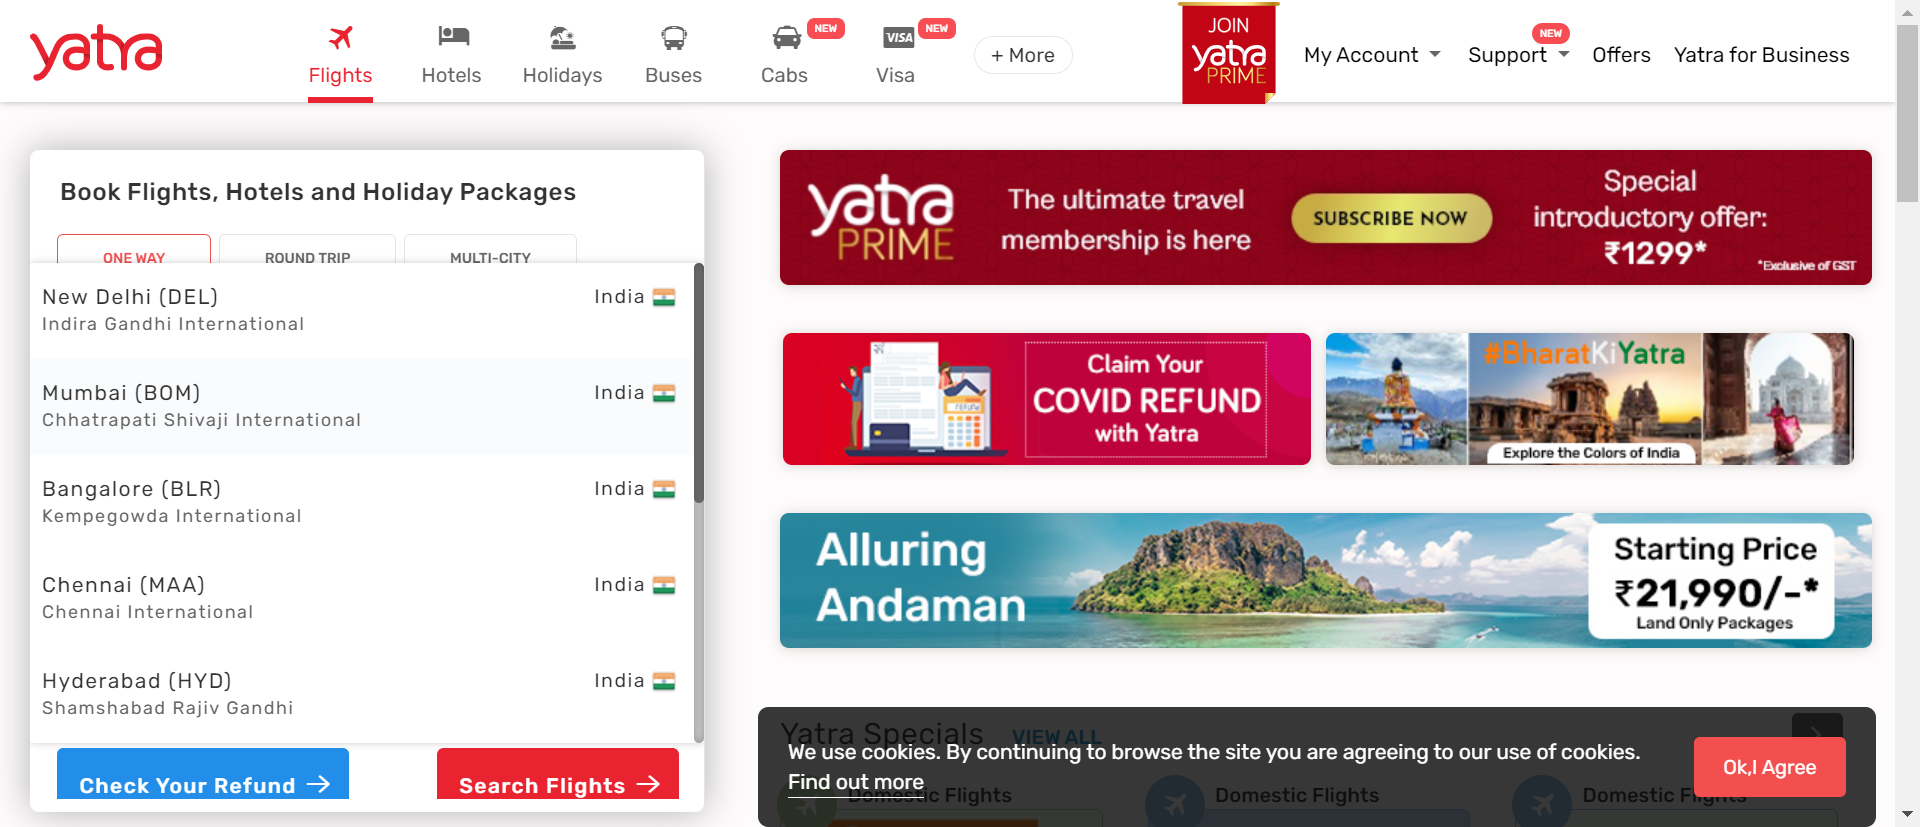 yatra
Flights
Hotels
Holidays
Buses
NEW
Cabs
NEW
VISA
Visa
+ More
JOIN
yatra
PRIME
My Account
NEW
Support
Offers
Yatra for Business
Book Flights, Hotels and Holiday Packages
ONE WAY
ROUND TRIP
MULTI-CITY
New Delhi (DEL)
India
Indira Gandhi International
Mumbai (BOM)
India
Chhatrapati Shivaji International
Bangalore (BLR)
India
Kempegowda International
Chennai (MAA)
India
Chennai International
Hyderabad (HYD)
India
Shamshabad Rajiv Gandhi
Check Your Refund
Search Flights
yatra
PRIME
The ultimate travel
membership is here
SUBSCRIBE NOW
Special
introductory offer:
₹1299*
*Exclusive of GST
refund
Claim Your
COVID REFUND
with Yatra
#BharatKiYatra
Explore the Colors of India
Alluring
Andaman
Starting Price
₹21,990/-*
Land Only Packages
Yatra Specials
VIEW ALL
We use cookies. By continuing to browse the site you are agreeing to our use of cookies.
Find out more
Ok,I Agree
Domestic Flights
Domestic Flights
Domestic Flights